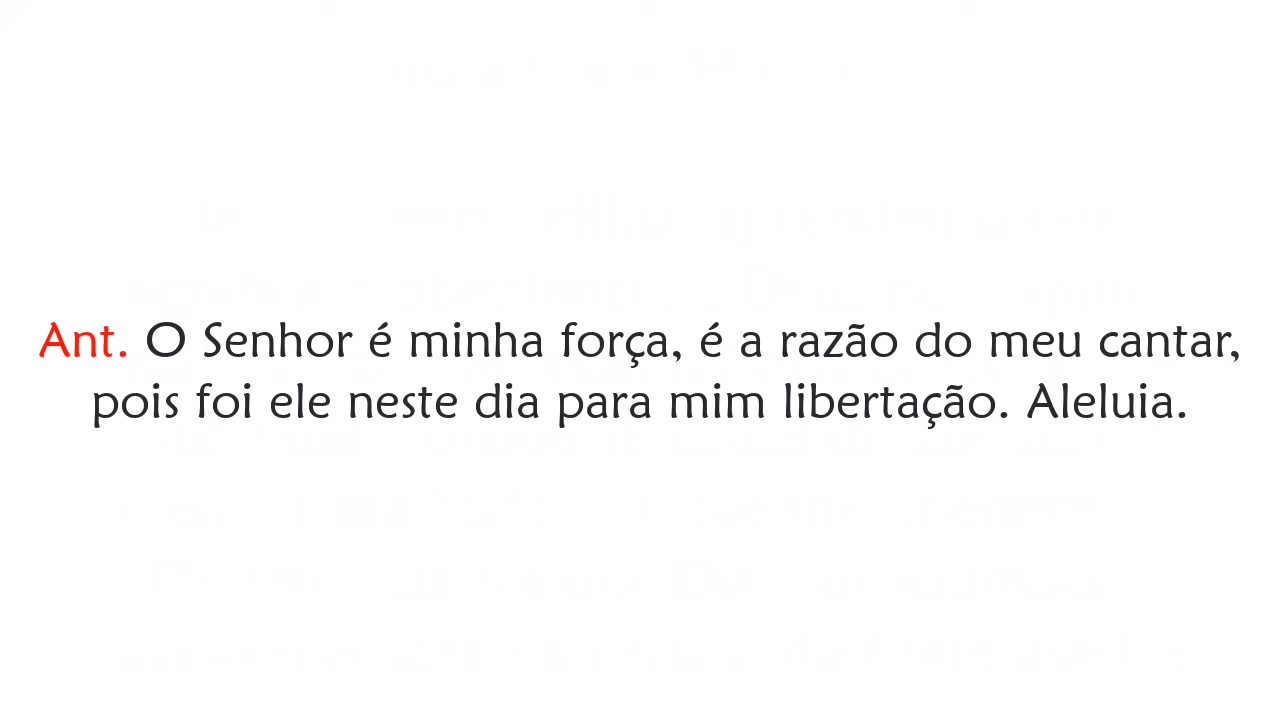 Ant. O Senhor é minha força, é a razão do meu cantar,
pois foi ele neste dia para mim libertação. Aleluia.